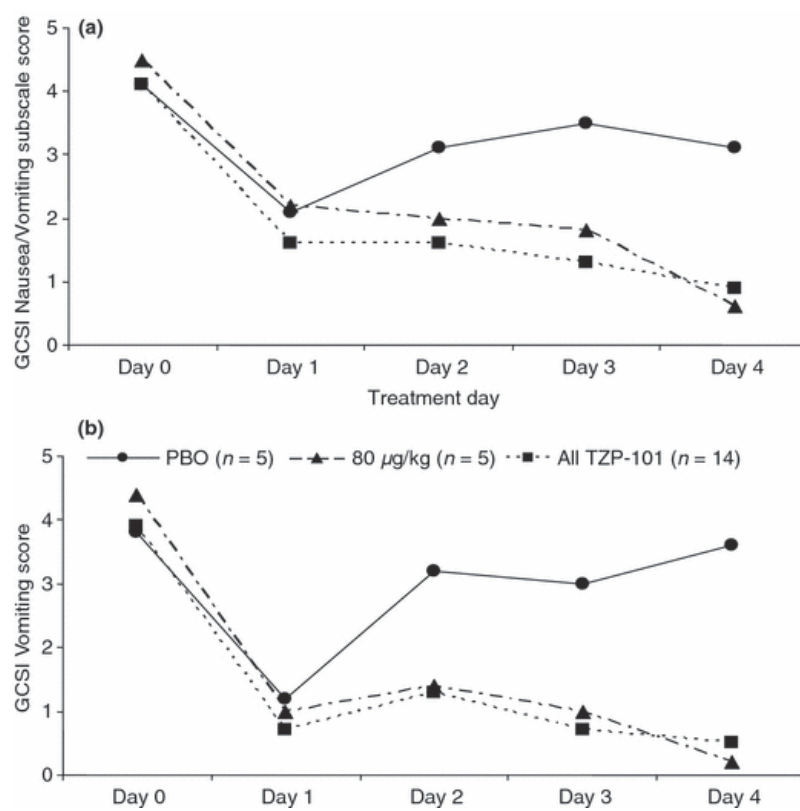 (a)
GCSI Nausea/Vomiting subscale score
5
4
3
2
1
0
Day 0 Day 1 Day 2 Day 3 Day 4
Treatment day
(b)
PBO (n = 5) 80 µg/kg (n = 5) All TZP-101 (n = 14)
GCSI Vomiting score
5
4
3
2
1
0
Day 0 Day 1 Day 2 Day 3 Day 4